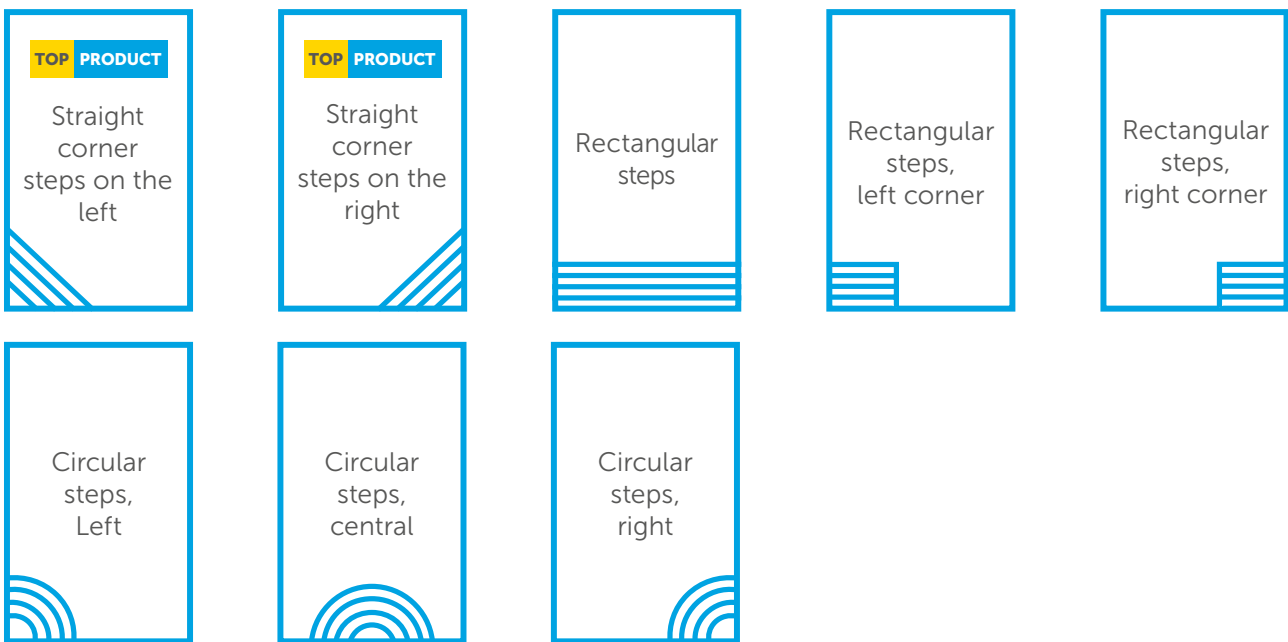 TOP PRODUCT
Straight
corner
steps on the
left
TOP PRODUCT
Straight
corner
steps on the
right
Rectangular
steps
Rectangular
steps,
left corner
Rectangular
steps,
right corner
Circular
steps,
Left
Circular
steps,
central
Circular
steps,
right